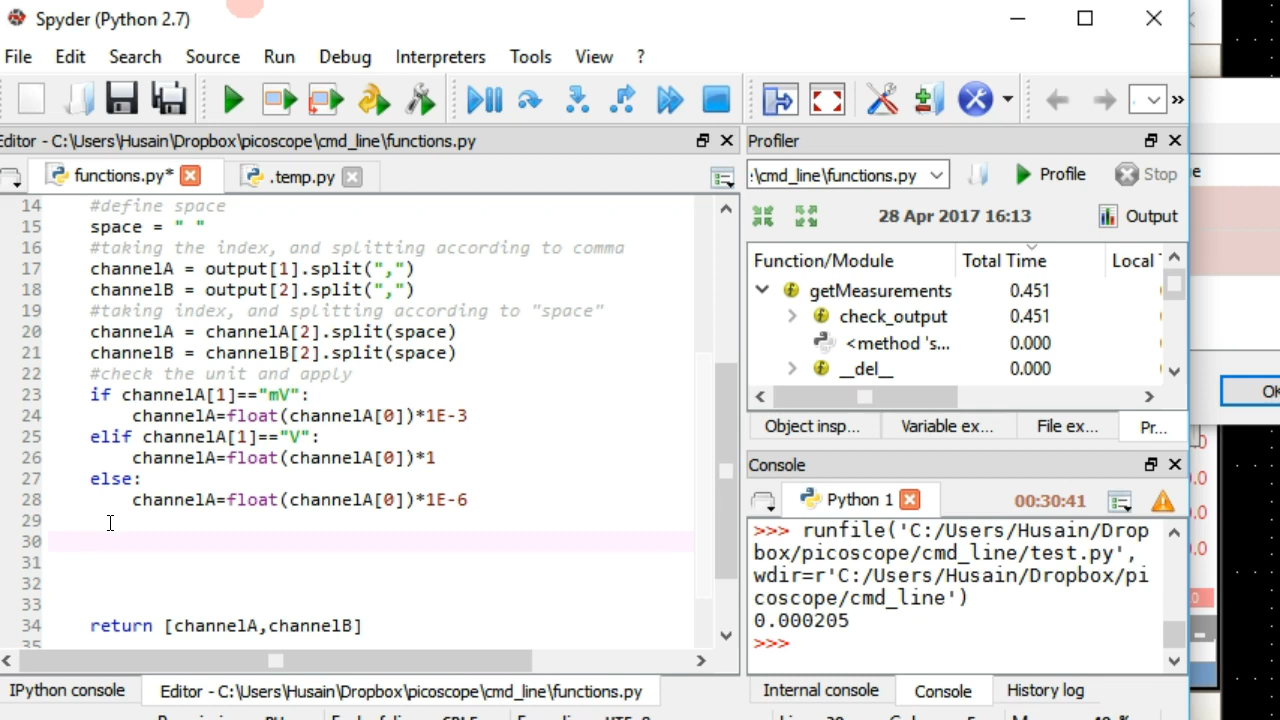 Spyder (Python 2.7)
File Edit Search Source Run Debug Interpreters Tools View ?
Editor - C:\Users\Husain\Dropbox\picoscope\cmd_line\functions.py
functions.py* .temp.py
14 #define space
15 space = " "
16 #taking the index, and splitting according to comma
17 channelA = output[1].split(",")
18 channelB = output[2].split(",")
19 #taking index, and splitting according to "space"
20 channelA = channelA[2].split(space)
21 channelB = channelB[2].split(space)
22 #check the unit and apply
23 if channelA[1]=="mV":
24 channelA=float(channelA[0])*1E-3
25 elif channelA[1]=="V":
26 channelA=float(channelA[0])*1
27 else:
28 channelA=float(channelA[0])*1E-6
29
30
31
32
33
34 return [channelA,channelB]
35
IPython console Editor - C:\Users\Husain\Dropbox\picoscope\cmd_line\functions.py
Profiler
:\cmd_line\functions.py Profile Stop
28 Apr 2017 16:13 Output
Function/Module Total Time Local
getMeasurements 0.451
check_output 0.451
<method 's... 0.000
__del__ 0.000
Object insp... Variable ex... File ex... Pr...
Console
Python 1 00:30:41
>>> runfile('C:/Users/Husain/Drop
box/picoscope/cmd_line/test.py',
wdir=r'C:/Users/Husain/Dropbox/pi
coscope/cmd_line')
0.000205
>>>
Internal console Console History log
OK